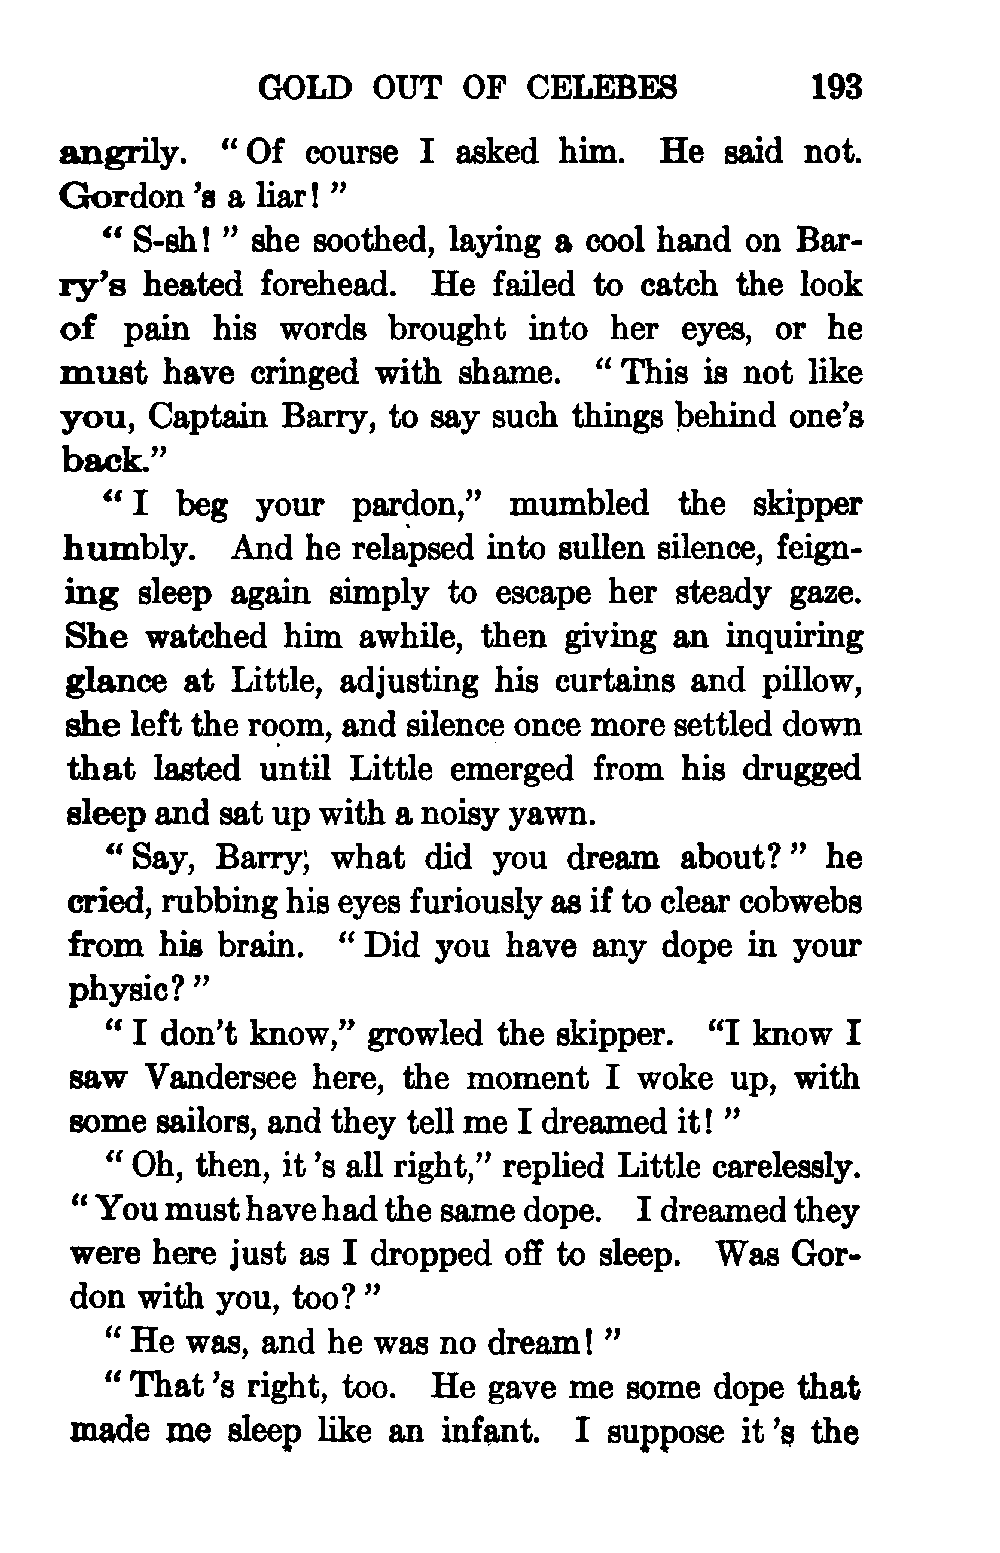 GOLD OUT OF CELEBES 193
angrily. “ Of course I asked him. He said not.
Gordon ’s a liar! ”
“ S-sh! ” she soothed, laying a cool hand on Bar-
ry’s heated forehead. He failed to catch the look
of pain his words brought into her eyes, or he
must have cringed with shame. “ This is not like
you, Captain Barry, to say such things behind one’s
back.”
“ I beg your pardon,” mumbled the skipper
humbly. And he relapsed into sullen silence, feign-
ing sleep again simply to escape her steady gaze.
She watched him awhile, then giving an inquiring
glance at Little, adjusting his curtains and pillow,
she left the room, and silence once more settled down
that lasted until Little emerged from his drugged
sleep and sat up with a noisy yawn.
“ Say, Barry, what did you dream about? ” he
cried, rubbing his eyes furiously as if to clear cobwebs
from his brain. “ Did you have any dope in your
physic? ”
“ I don’t know,” growled the skipper. “I know I
saw Vandersee here, the moment I woke up, with
some sailors, and they tell me I dreamed it! ”
“ Oh, then, it ’s all right,” replied Little carelessly.
“ You must have had the same dope. I dreamed they
were here just as I dropped off to sleep. Was Gor-
don with you, too? ”
“ He was, and he was no dream! ”
“ That ’s right, too. He gave me some dope that
made me sleep like an infant. I suppose it ’s the